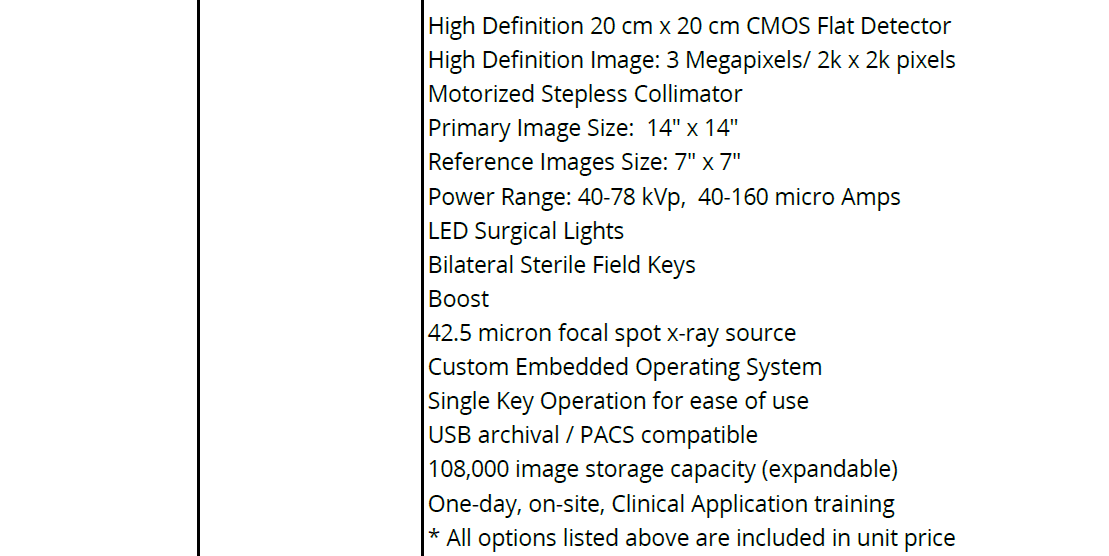 High Definition 20 cm x 20 cm CMOS Flat Detector
High Definition Image: 3 Megapixels/ 2k x 2k pixels
Motorized Stepless Collimator
Primary Image Size:  14" x 14"
Reference Images Size: 7" x 7"
Power Range: 40-78 kVp,  40-160 micro Amps
LED Surgical Lights
Bilateral Sterile Field Keys
Boost
42.5 micron focal spot x-ray source
Custom Embedded Operating System
Single Key Operation for ease of use
USB archival / PACS compatible
108,000 image storage capacity (expandable)
One-day, on-site, Clinical Application training
* All options listed above are included in unit price